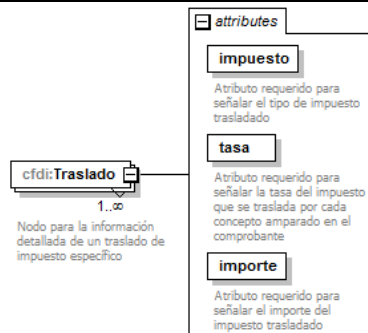 attributes
impuesto
Atributo requerido para
señalar el tipo de impuesto
trasladado
tasa
Atributo requerido para
señalar la tasa del impuesto
que se traslada por cada
concepto amparado en el
comprobante
importe
Atributo requerido para
señalar el importe del
impuesto trasladado
cfdi:Traslado
1..∞
Nodo para la información
detallada de un traslado de
impuesto específico